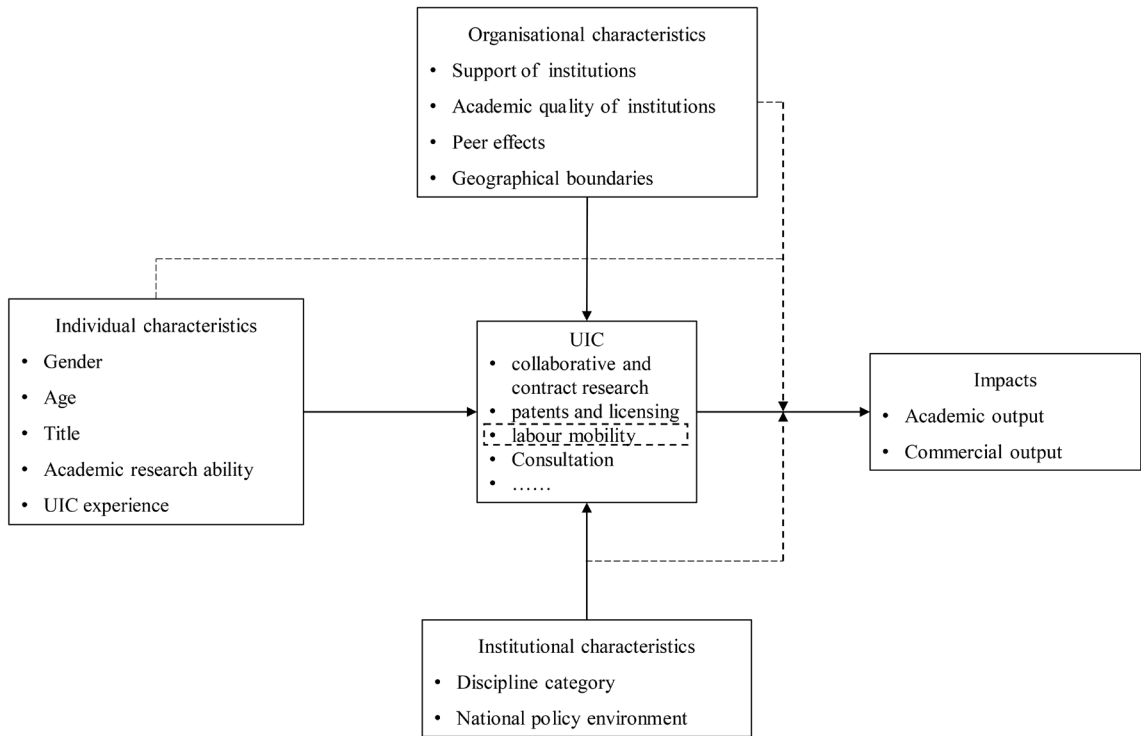 Organisational characteristics
• Support of institutions
• Academic quality of institutions
• Peer effects
• Geographical boundaries
Individual characteristics
• Gender
• Age
• Title
• Academic research ability
• UIC experience
UIC
• collaborative and
contract research
• patents and licensing
• labour mobility
• Consultation
• ……
Impacts
• Academic output
• Commercial output
Institutional characteristics
• Discipline category
• National policy environment